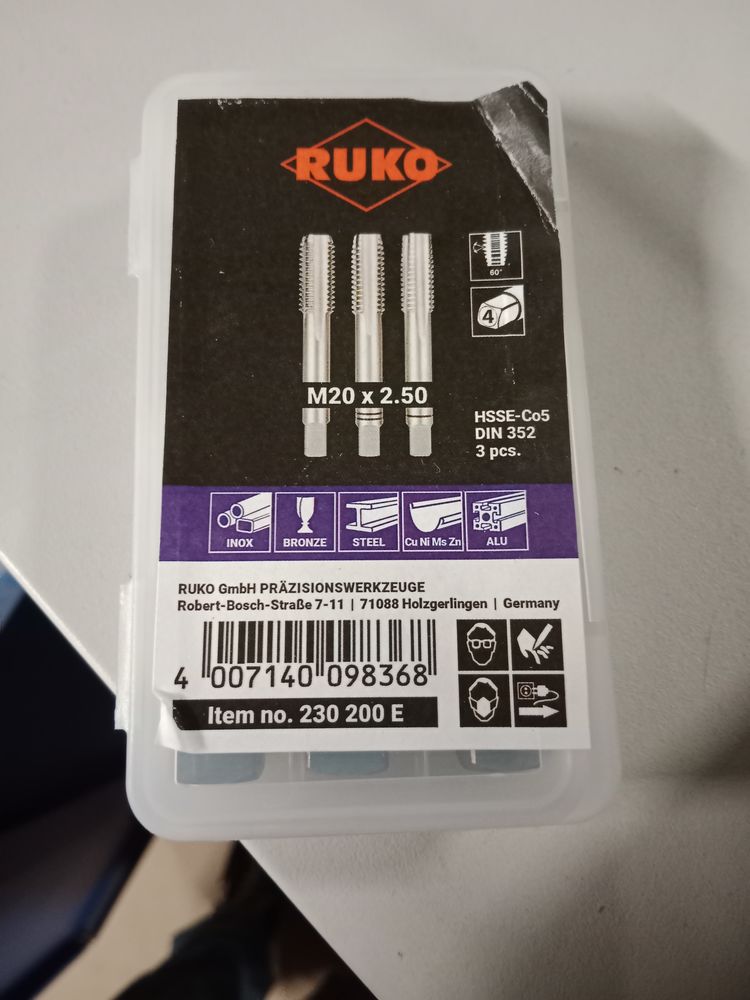 RUKO
60°
4
M20 x 2.50
HSSE-Co5
DIN 352
3 pcs.
INOX
BRONZE
STEEL
Cu Ni Ms Zn
ALU
RUKO GmbH PRÄZISIONSWERKZEUGE
Robert-Bosch-Straße 7-11 | 71088 Holzgerlingen | Germany
4 007140 098368
Item no. 230 200 E